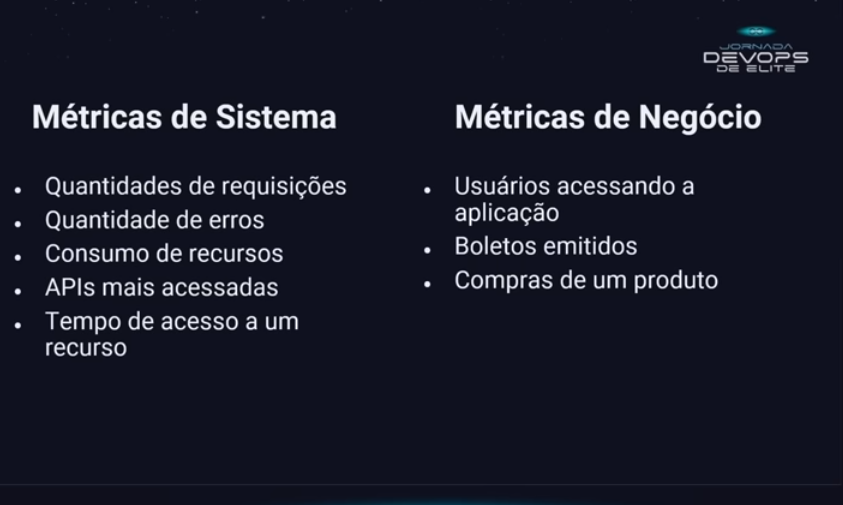 JORNADA
DEVOPS
DE ELITE
Métricas de Sistema
• Quantidades de requisições
• Quantidade de erros
• Consumo de recursos
• APIs mais acessadas
• Tempo de acesso a um
recurso
Métricas de Negócio
• Usuários acessando a
aplicação
• Boletos emitidos
• Compras de um produto